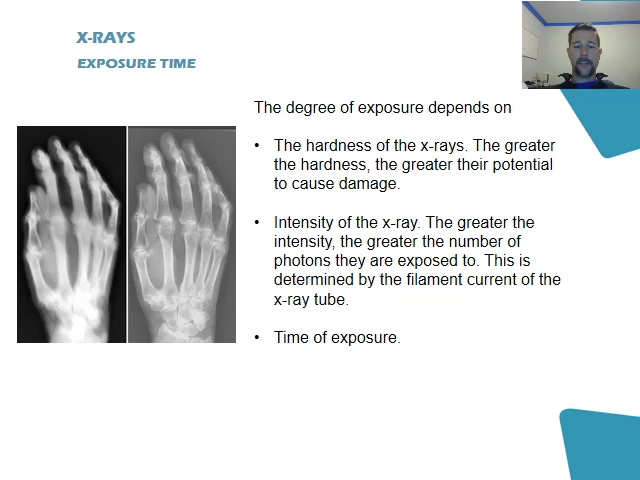 X-RAYS
EXPOSURE TIME
The degree of exposure depends on
• The hardness of the x-rays. The greater
the hardness, the greater their potential
to cause damage.
• Intensity of the x-ray. The greater the
intensity, the greater the number of
photons they are exposed to. This is
determined by the filament current of the
x-ray tube.
• Time of exposure.